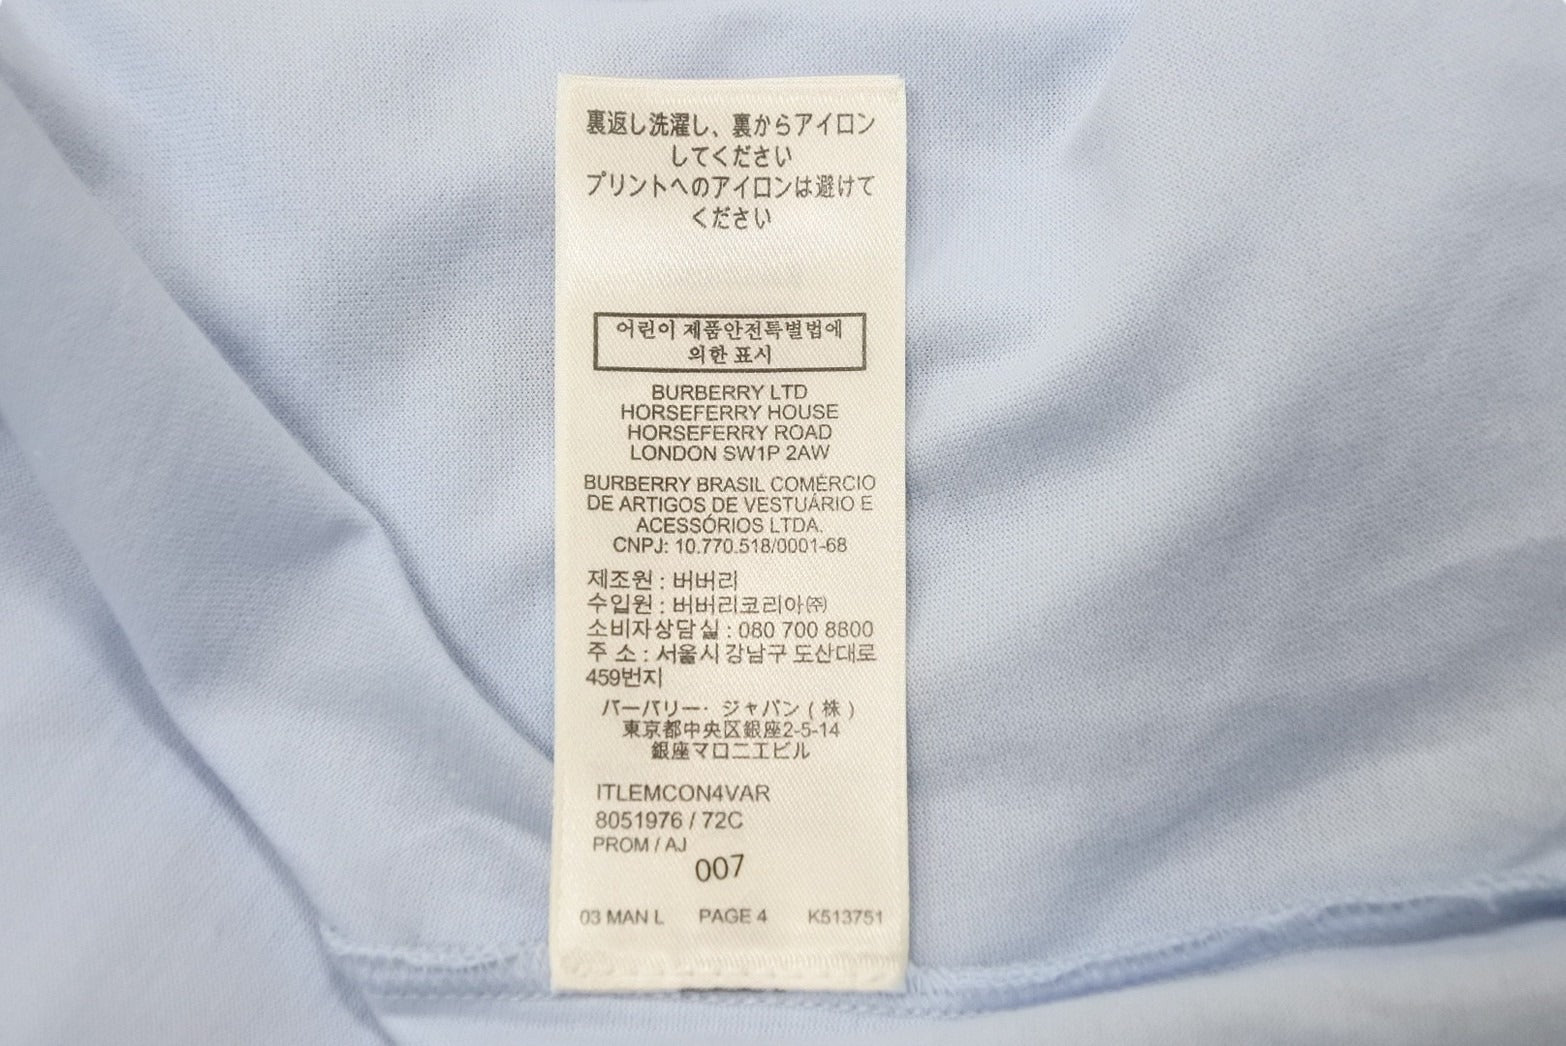 裏返し洗濯し、裏からアイロン
してください
プリントへのアイロンは避けて
ください
어린이 제품안전특별법에
의한 표시
BURBERRY LTD
HORSEFERRY HOUSE
HORSEFERRY ROAD
LONDON SW1P 2AW
BURBERRY BRASIL COMÉRCIO
DE ARTIGOS DE VESTUÁRIO E
ACESSÓRIOS LTDA.
CNPJ: 10.770.518/0001-68
제조원 : 버버리
수입원 : 버버리코리아㈜
소비자상담실 : 080 700 8800
주 소 : 서울시 강남구 도산대로
459번지
バーバリー・ジャパン ( 株 )
東京都中央区銀座2-5-14
銀座マロニエビル
ITLEMCON4VAR
8051976 / 72C
PROM / AJ
007
03 MAN L PAGE 4 K513751